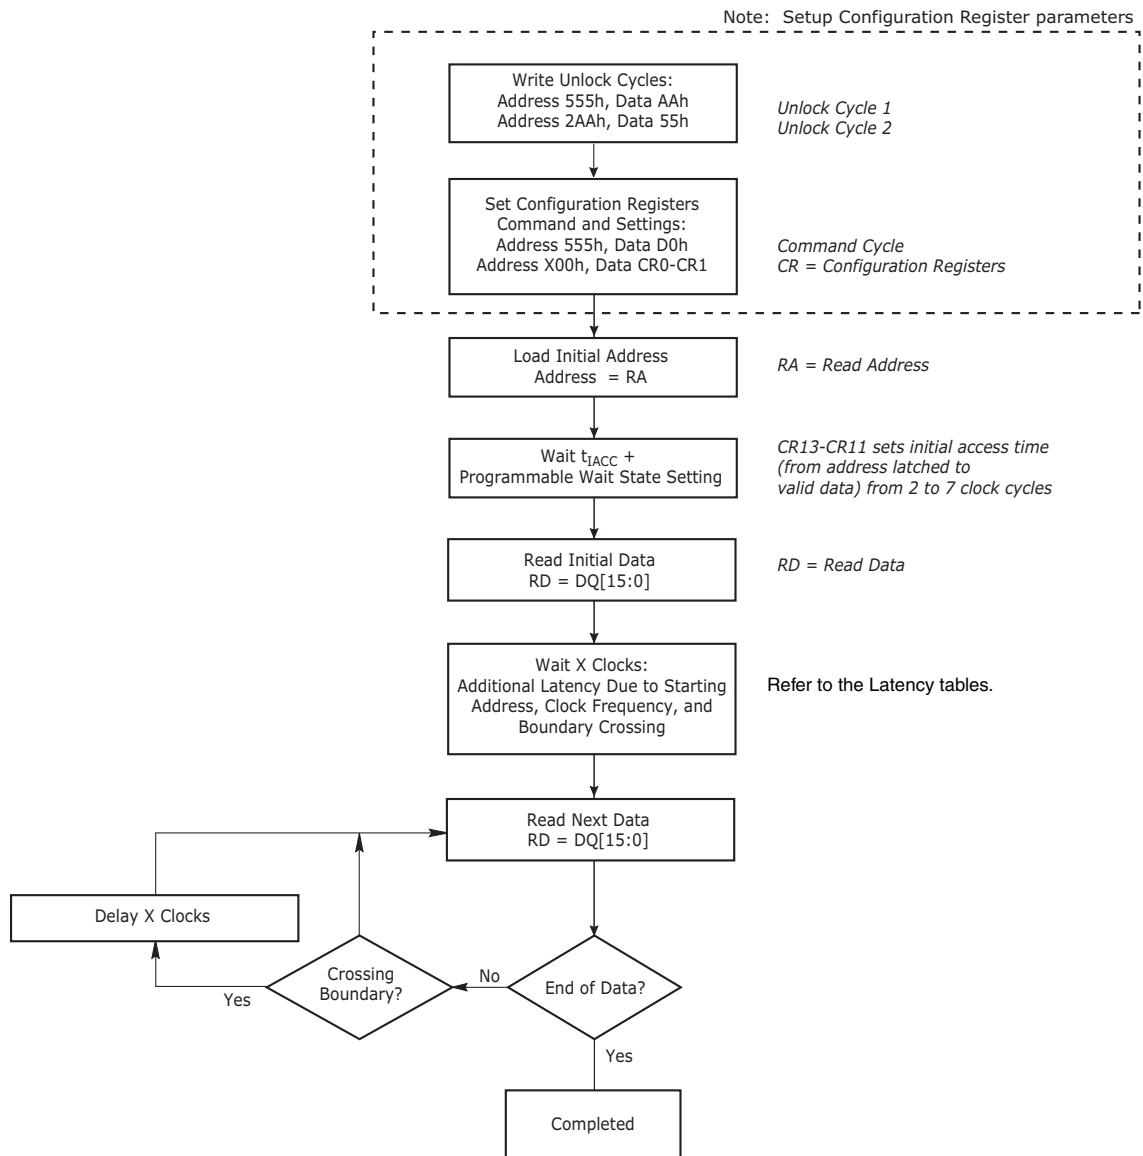 Note: Setup Configuration Register parameters
Write Unlock Cycles:
Address 555h, Data AAh
Address 2AAh, Data 55h
Unlock Cycle 1
Unlock Cycle 2
Set Configuration Registers
Command and Settings:
Address 555h, Data D0h
Address X00h, Data CR0-CR1
Command Cycle
CR = Configuration Registers
Load Initial Address
Address = RA
RA = Read Address
Wait tIACC +
Programmable Wait State Setting
CR13-CR11 sets initial access time
(from address latched to
valid data) from 2 to 7 clock cycles
Read Initial Data
RD = DQ[15:0]
RD = Read Data
Wait X Clocks:
Additional Latency Due to Starting
Address, Clock Frequency, and
Boundary Crossing
Refer to the Latency tables.
Read Next Data
RD = DQ[15:0]
Delay X Clocks
Crossing
Boundary?
Yes
No
End of Data?
Yes
Completed